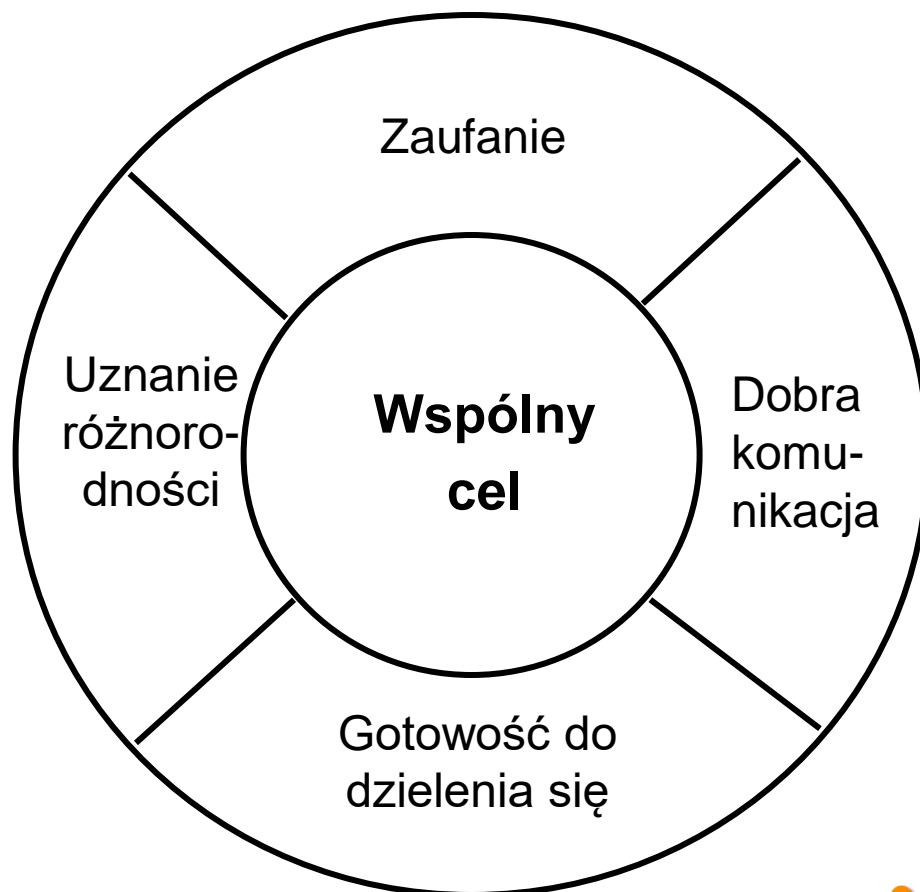 Zaufanie
Uznanie
różnoro-
dności
Wspólny
cel
Dobra
komu-
nikacja
Gotowość do
dzielenia się